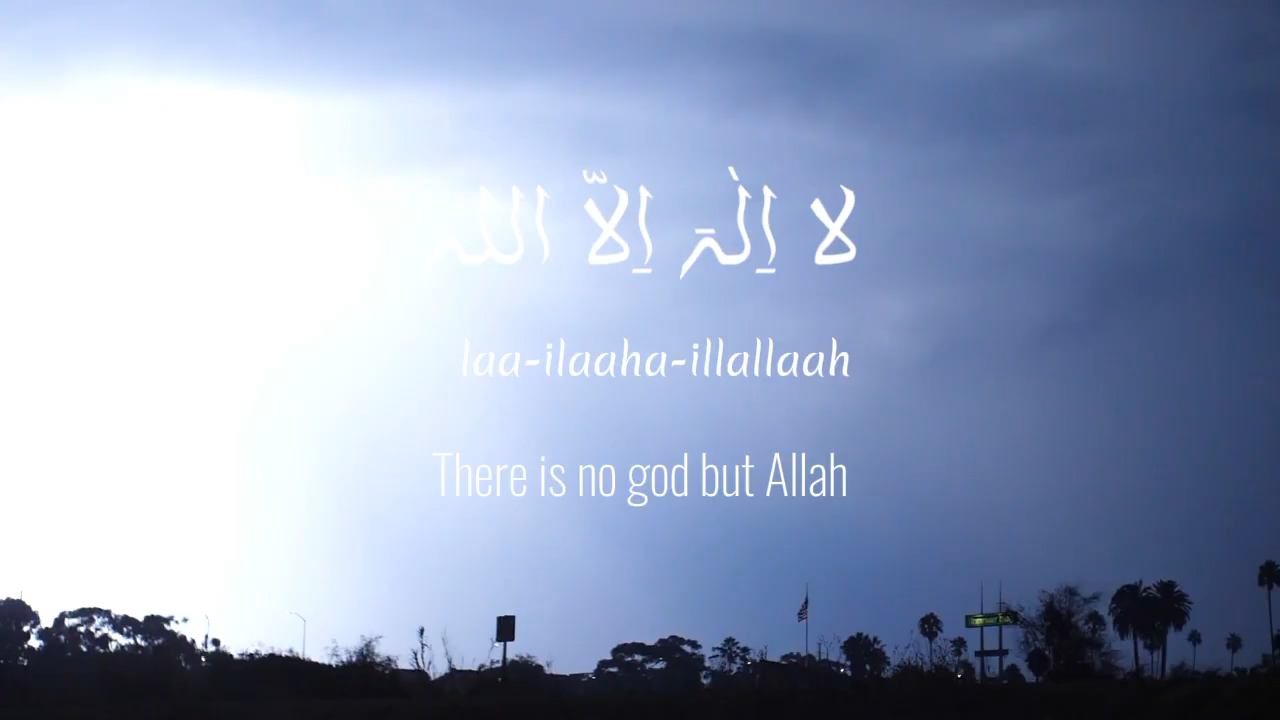 لا اِلٰهَ اِلاّ الله
laa-ilaaha-illallaah
There is no god but Allah